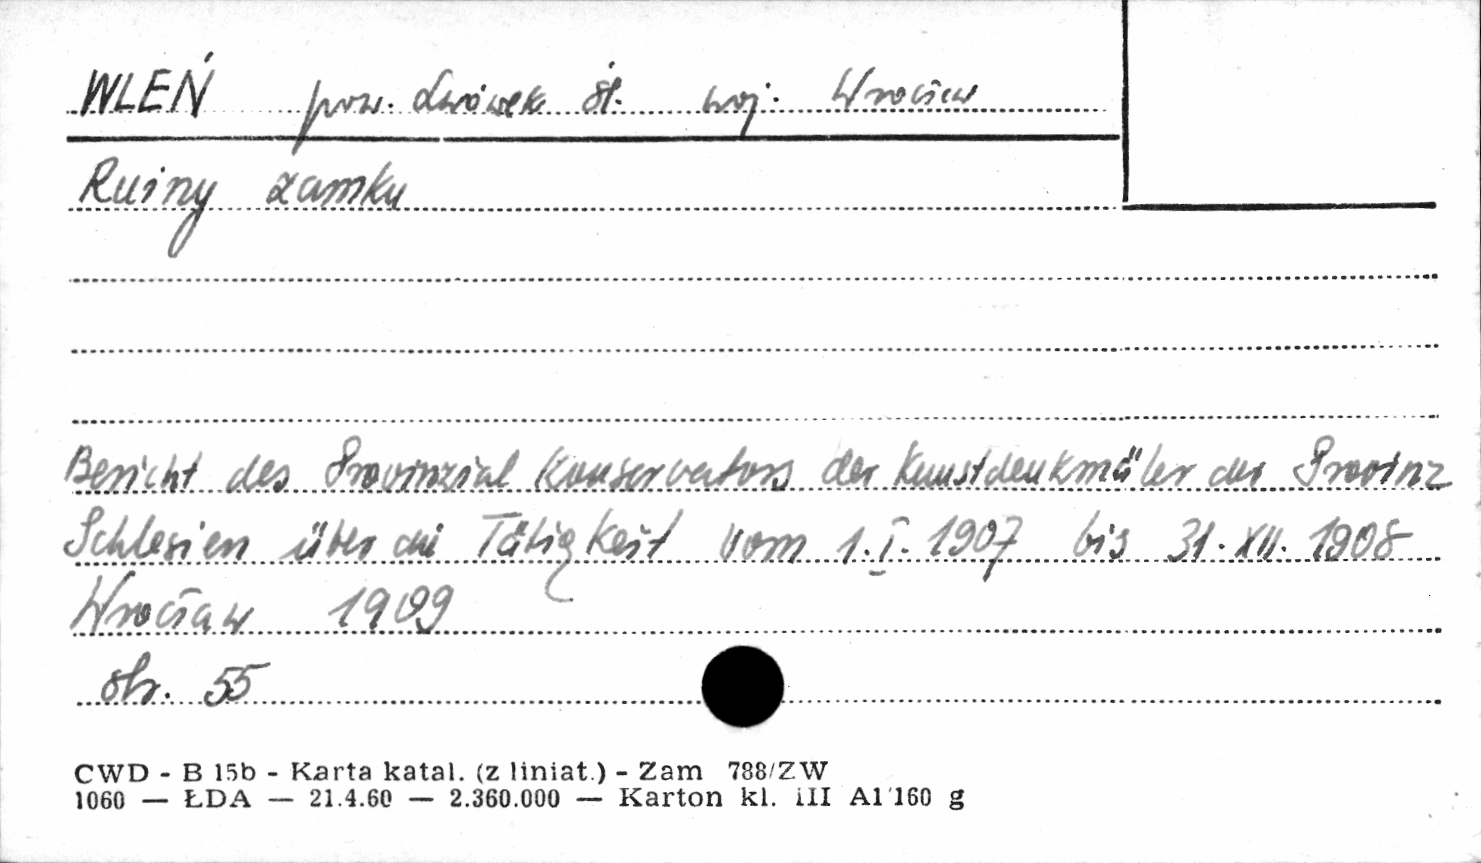 WLEŃ pow. Lwówek śl. woj. Wrocław
Ruiny zamku
Bericht des Provinzial Konservators der Kunstdenkmäler der Provinz
Schlesien über die Tätigkeit vom 1.I.1907 bis 31.XII.1908
Wrocław 1909
str. 55
CWD - B 15b - Karta katal. (z liniat.) - Zam 788/ZW
1060 — ŁDA — 21.4.60 — 2.360.000 — Karton kl. III A1 160 g